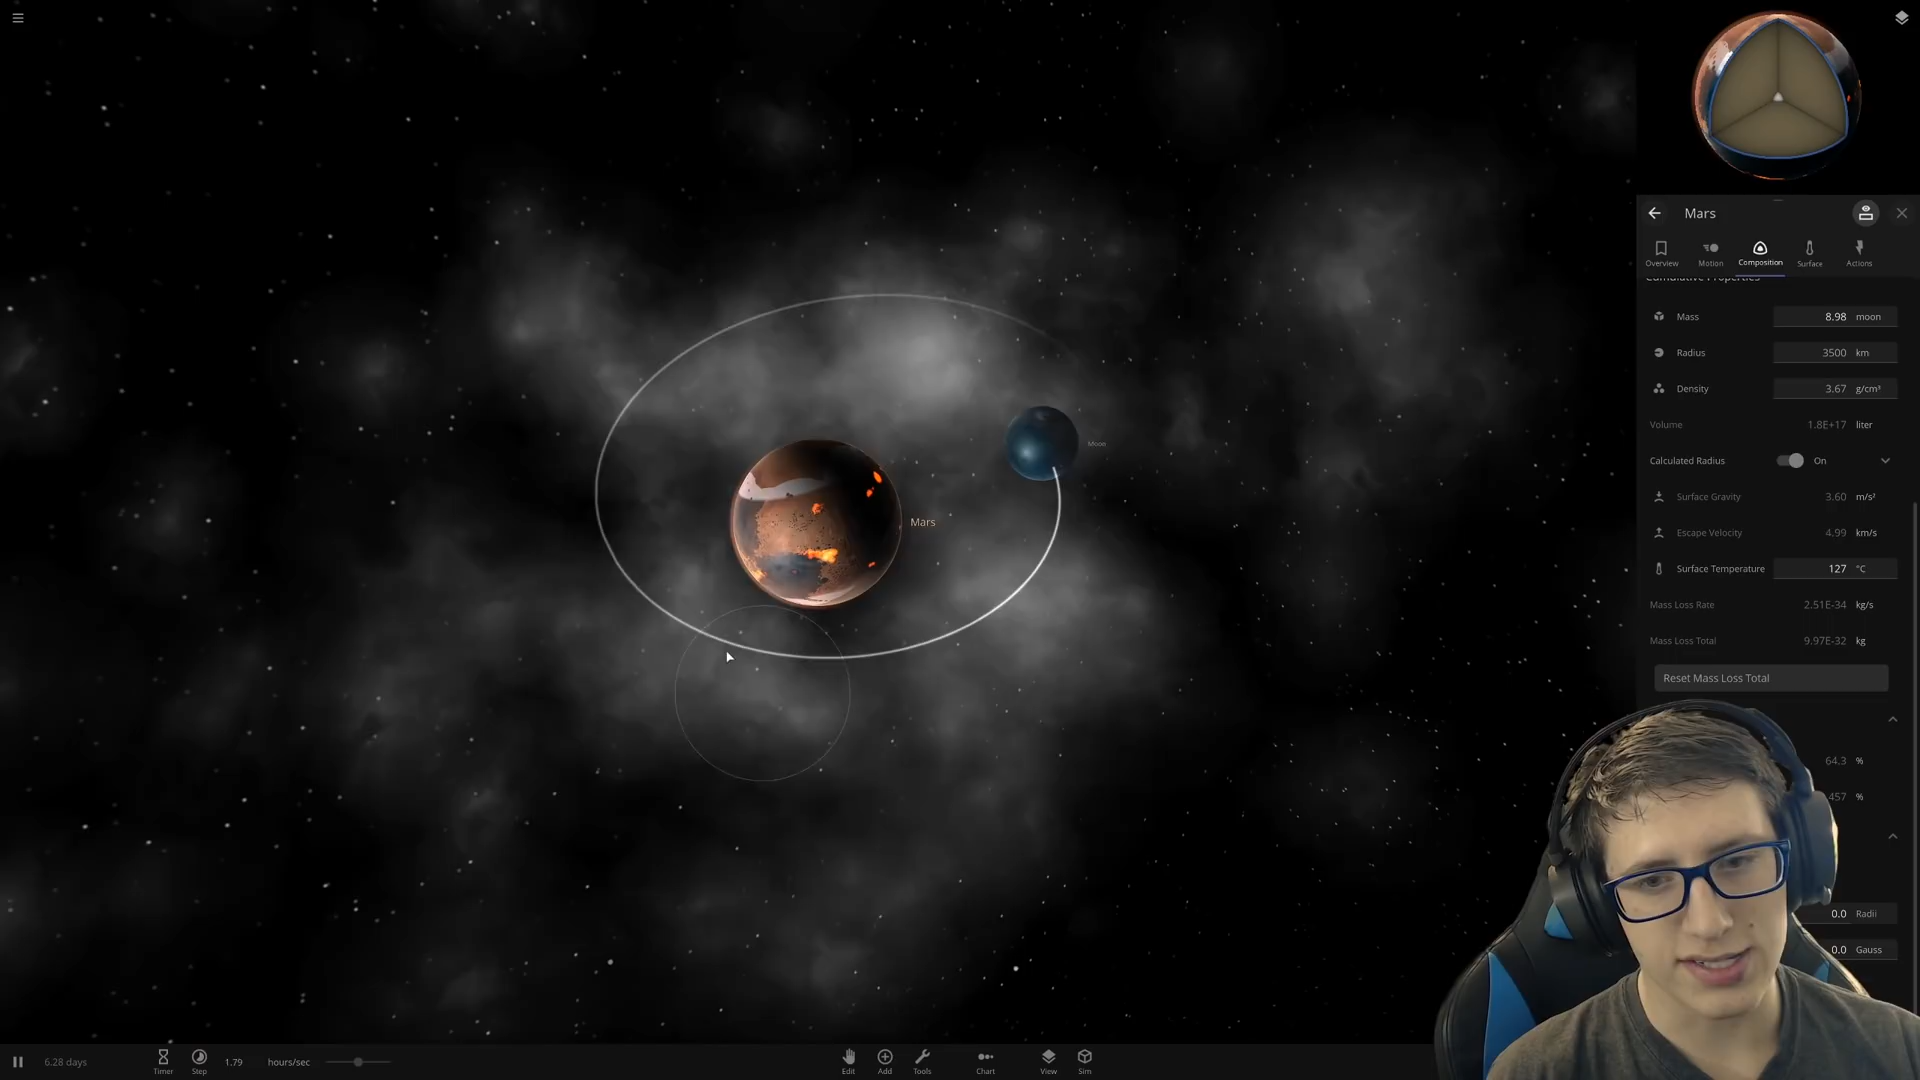 Mars
Overview
Motion
Composition
Surface
Actions
Cumulative Properties
Mass 8.98 moon
Radius 3500 km
Density 3.67 g/cm³
Volume 1.8E+17 liter
Calculated Radius On
Surface Gravity 3.60 m/s²
Escape Velocity 4.99 km/s
Surface Temperature 127 °C
Mass Loss Rate 2.51E-34 kg/s
Mass Loss Total 9.97E-32 kg
Reset Mass Loss Total
64.3 %
457 %
0.0 Radii
0.0 Gauss
Moon
Mars
6.28 days
Timer
Step
1.79 hours/sec
Edit
Add
Tools
Chart
View
Sim